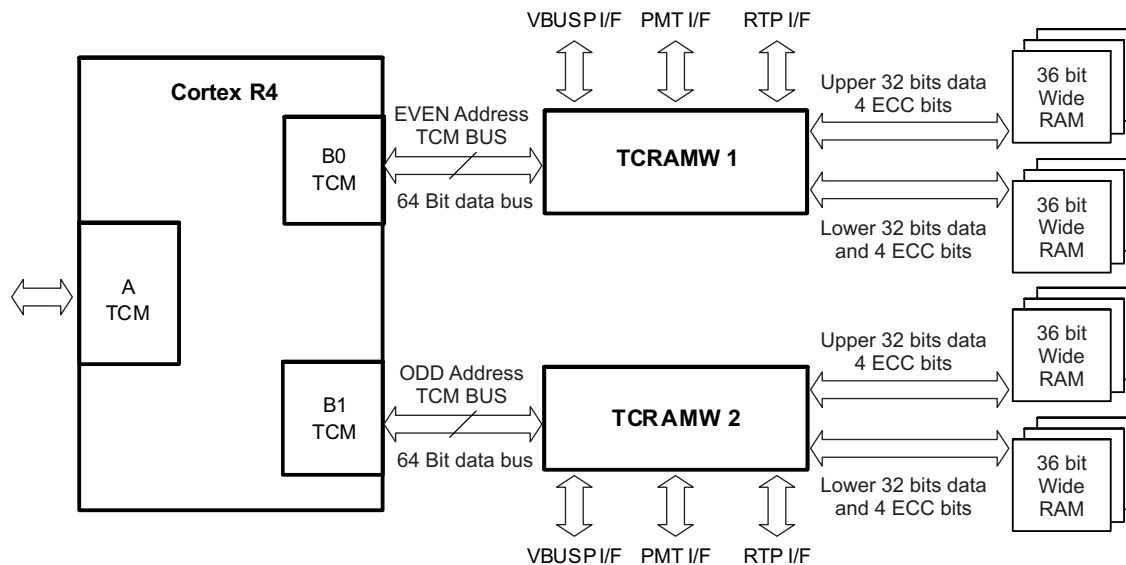 VBUSP I/F PMT I/F RTP I/F
Cortex R4
EVEN Address
TCM BUS
64 Bit data bus
B0
TCM
TCRAMW 1
Upper 32 bits data
4 ECC bits
36 bit
Wide
RAM
Lower 32 bits data
and 4 ECC bits
36 bit
Wide
RAM
A
TCM
ODD Address
TCM BUS
64 Bit data bus
B1
TCM
TCRAMW 2
Upper 32 bits data
4 ECC bits
36 bit
Wide
RAM
Lower 32 bits data
and 4 ECC bits
36 bit
Wide
RAM
VBUSP I/F PMT I/F RTP I/F